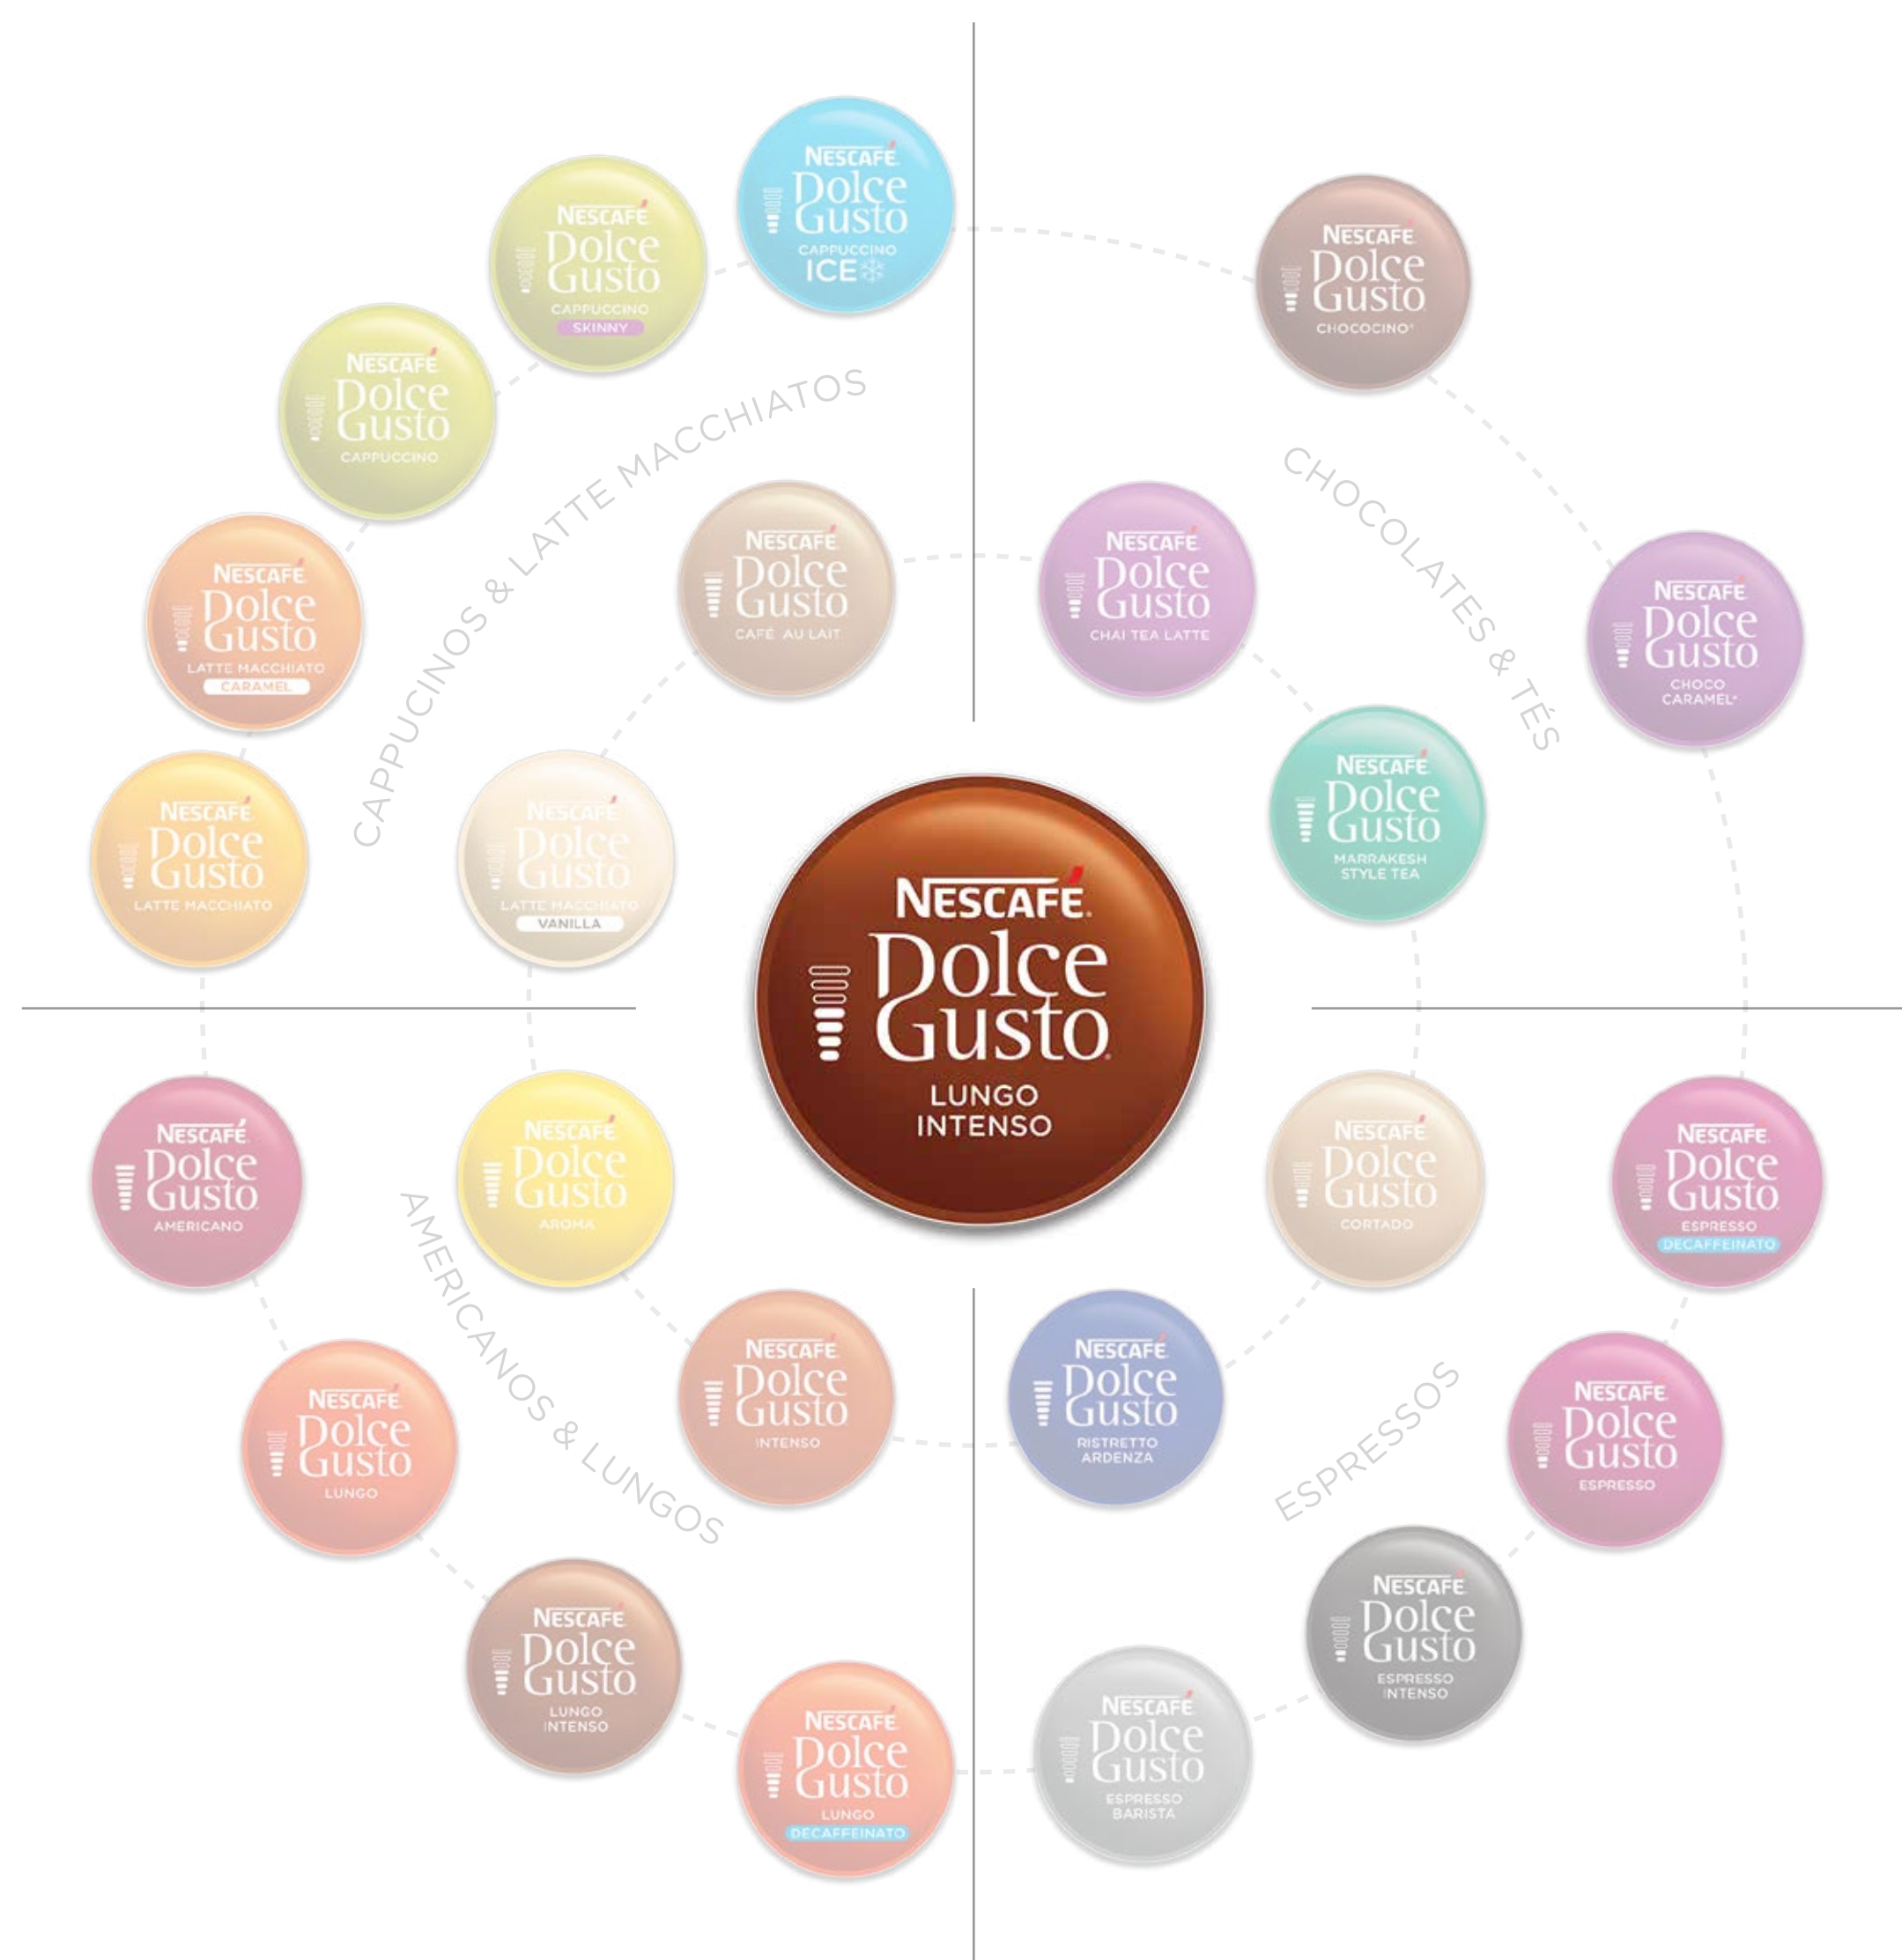 NESCAFÉ
Dolce
Gusto
CAPPUCCINO
ICE
NESCAFÉ
Dolce
Gusto
CAPPUCCINO
SKINNY
NESCAFÉ
Dolce
Gusto
CAPPUCCINO
NESCAFÉ
Dolce
Gusto
LATTE MACCHIATO
CARAMEL
NESCAFÉ
Dolce
Gusto
LATTE MACCHIATO
CAPPUCINOS & LATTE MACCHIATOS
NESCAFÉ
Dolce
Gusto
CAFÉ AU LAIT
NESCAFÉ
Dolce
Gusto
LATTE MACCHIATO
VANILLA
NESCAFÉ
Dolce
Gusto
CHOCOCINO*
NESCAFÉ
Dolce
Gusto
CHOCO
CARAMEL*
CHOCOLATES & TÉS
NESCAFÉ
Dolce
Gusto
CHAI TEA LATTE
NESCAFÉ
Dolce
Gusto
MARRAKESH
STYLE TEA
NESCAFÉ
Dolce
Gusto
LUNGO
INTENSO
NESCAFÉ
Dolce
Gusto
AMERICANO
NESCAFÉ
Dolce
Gusto
AROMA
AMERICANOS & LUNGOS
NESCAFÉ
Dolce
Gusto
INTENSO
NESCAFÉ
Dolce
Gusto
LUNGO
NESCAFÉ
Dolce
Gusto
LUNGO
INTENSO
NESCAFÉ
Dolce
Gusto
LUNGO
DECAFFEINATO
NESCAFÉ
Dolce
Gusto
CORTADO
NESCAFÉ
Dolce
Gusto
ESPRESSO
DECAFFEINATO
NESCAFÉ
Dolce
Gusto
RISTRETTO
ARDENZA
ESPRESSOS
NESCAFÉ
Dolce
Gusto
ESPRESSO
NESCAFÉ
Dolce
Gusto
ESPRESSO
INTENSO
NESCAFÉ
Dolce
Gusto
ESPRESSO
BARISTA